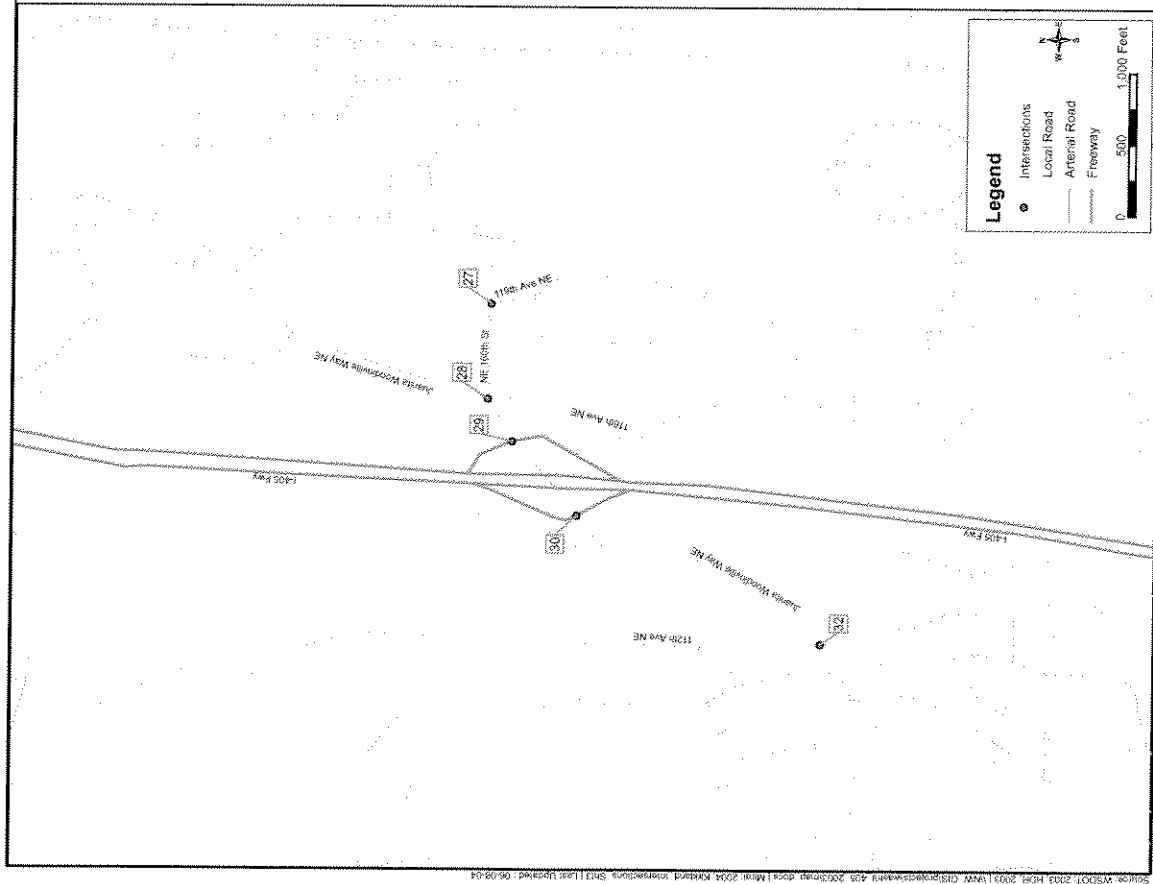 27
119th Ave NE
NE 160th St
28
Juanita Woodinville Way NE
29
116th Ave NE
I-405 Fwy
30
Juanita Woodinville Way NE
I-405 Fwy
112th Ave NE
32
Legend
Intersections
Local Road
Arterial Road
Freeway
N
E
S
W
0 500 1,000 Feet